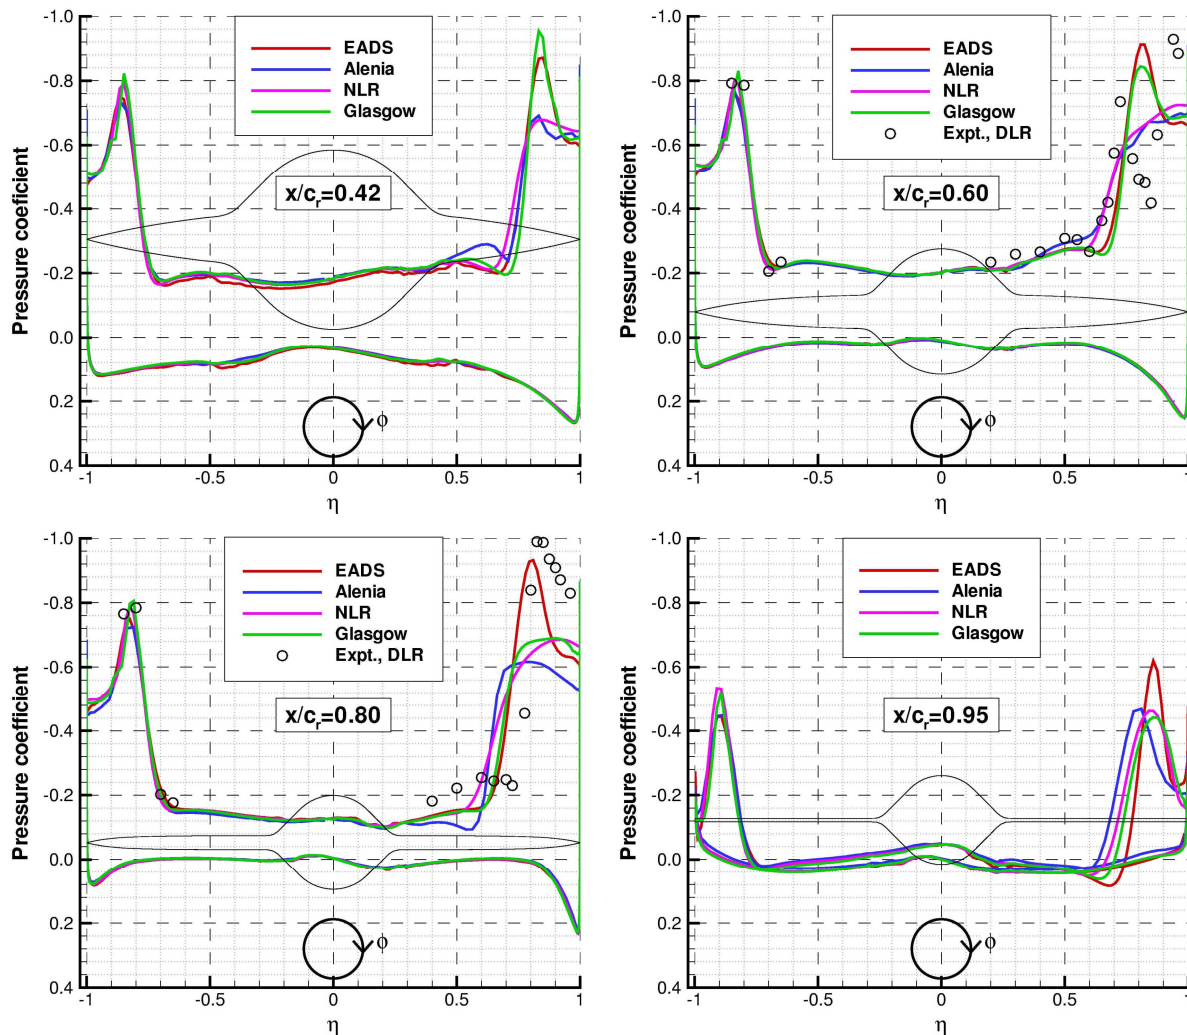 -1.0
-0.8
-0.6
-0.4
-0.2
0.0
0.2
0.4
Pressure coefficient
EADS
Alenia
NLR
Glasgow
x/cr=0.42
ϕ
-1
-0.5
0
0.5
1
η
-1.0
-0.8
-0.6
-0.4
-0.2
0.0
0.2
0.4
Pressure coefficient
EADS
Alenia
NLR
Glasgow
Expt., DLR
x/cr=0.60
ϕ
-1
-0.5
0
0.5
1
η
-1.0
-0.8
-0.6
-0.4
-0.2
0.0
0.2
0.4
Pressure coefficient
EADS
Alenia
NLR
Glasgow
Expt., DLR
x/cr=0.80
ϕ
-1
-0.5
0
0.5
1
η
-1.0
-0.8
-0.6
-0.4
-0.2
0.0
0.2
0.4
Pressure coefficient
EADS
Alenia
NLR
Glasgow
x/cr=0.95
ϕ
-1
-0.5
0
0.5
1
η